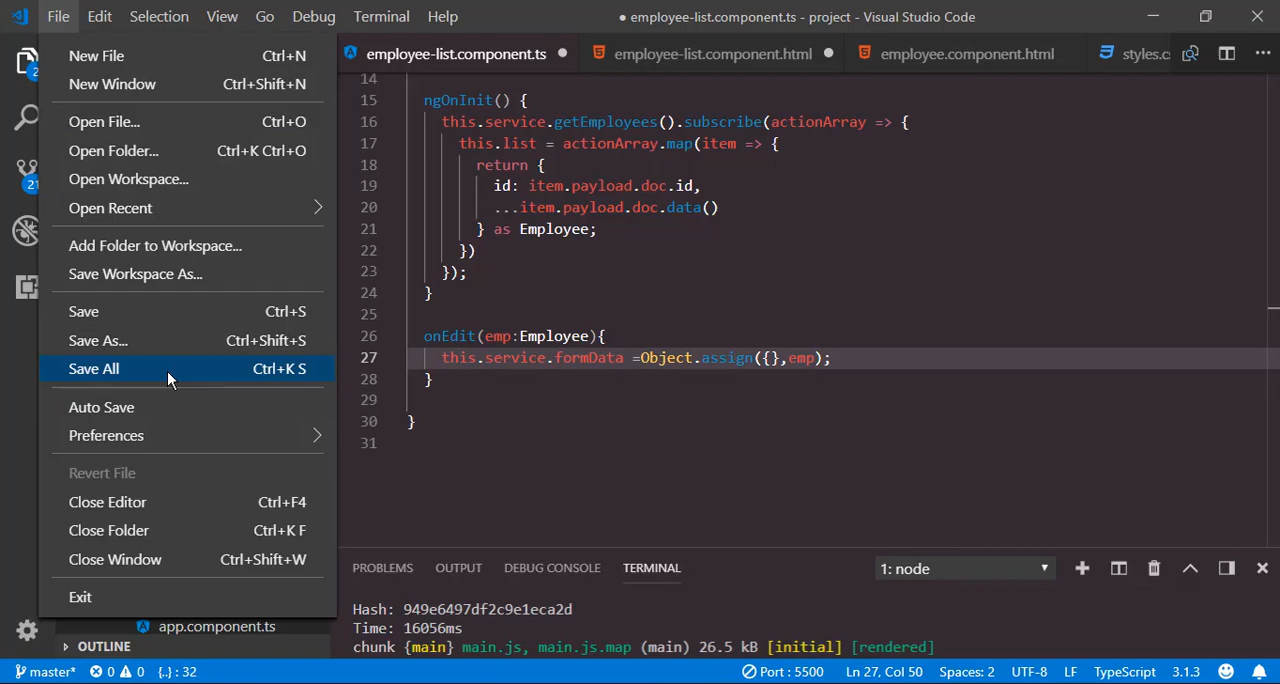 File Edit Selection View Go Debug Terminal Help
● employee-list.component.ts - project - Visual Studio Code
New File Ctrl+N
New Window Ctrl+Shift+N
Open File... Ctrl+O
Open Folder... Ctrl+K Ctrl+O
Open Workspace...
Open Recent
Add Folder to Workspace...
Save Workspace As...
Save Ctrl+S
Save As... Ctrl+Shift+S
Save All Ctrl+K S
Auto Save
Preferences
Revert File
Close Editor Ctrl+F4
Close Folder Ctrl+K F
Close Window Ctrl+Shift+W
Exit
2
21
app.component.ts
OUTLINE
employee-list.component.ts employee-list.component.html employee.component.html styles.c
14
15 ngOnInit() {
16 this.service.getEmployees().subscribe(actionArray => {
17 this.list = actionArray.map(item => {
18 return {
19 id: item.payload.doc.id,
20 ...item.payload.doc.data()
21 } as Employee;
22 })
23 });
24 }
25
26 onEdit(emp:Employee){
27 this.service.formData =Object.assign({},emp);
28 }
29
30 }
31
PROBLEMS OUTPUT DEBUG CONSOLE TERMINAL 1: node
Hash: 949e6497df2c9e1eca2d
Time: 16056ms
chunk {main} main.js, main.js.map (main) 26.5 kB [initial] [rendered]
master* 0 0 {..} : 32 Port : 5500 Ln 27, Col 50 Spaces: 2 UTF-8 LF TypeScript 3.1.3